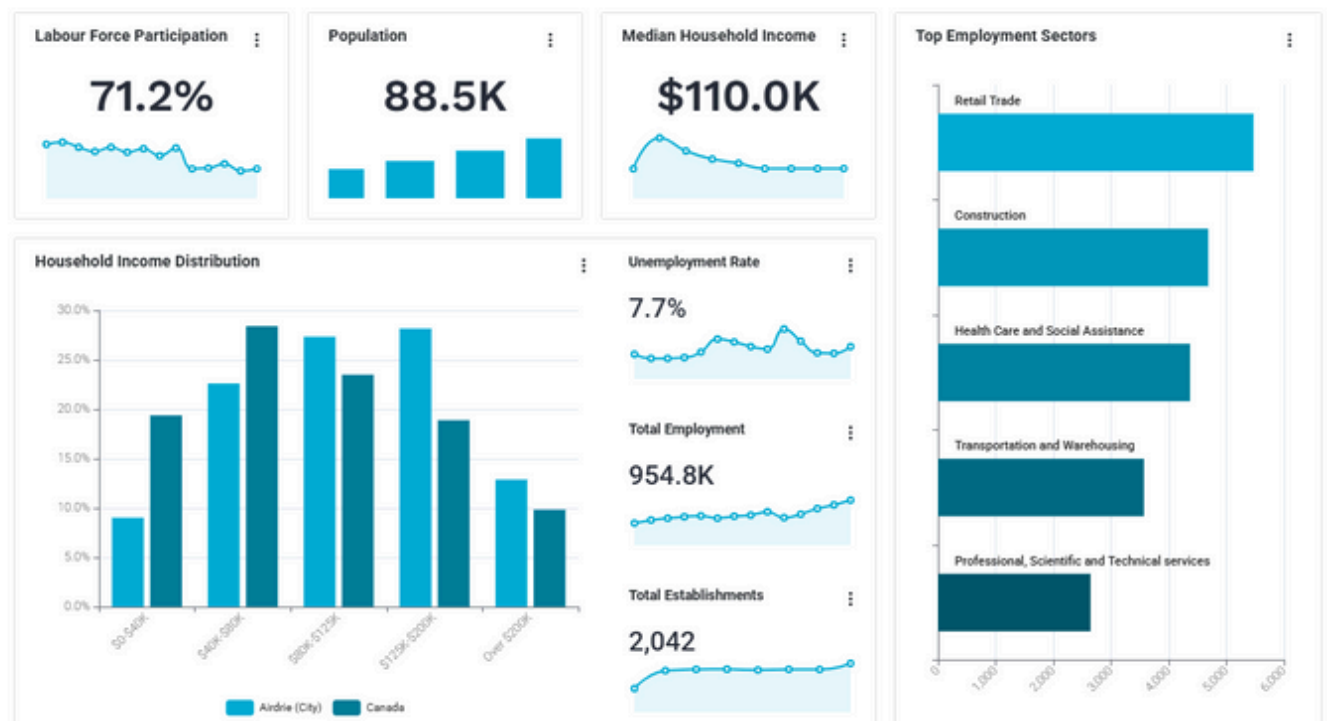 Labour Force Participation
71.2%
Population
88.5K
Median Household Income
$110.0K
Top Employment Sectors
Retail Trade
Construction
Health Care and Social Assistance
Transportation and Warehousing
Professional, Scientific and Technical services
0
1,000
2,000
3,000
4,000
5,000
6,000
Household Income Distribution
30.0%
25.0%
20.0%
15.0%
10.0%
5.0%
0.0%
$0-$40K
$40K-$80K
$80K-$125K
$125K-$200K
Over $200K
Airdrie (City)
Canada
Unemployment Rate
7.7%
Total Employment
954.8K
Total Establishments
2,042